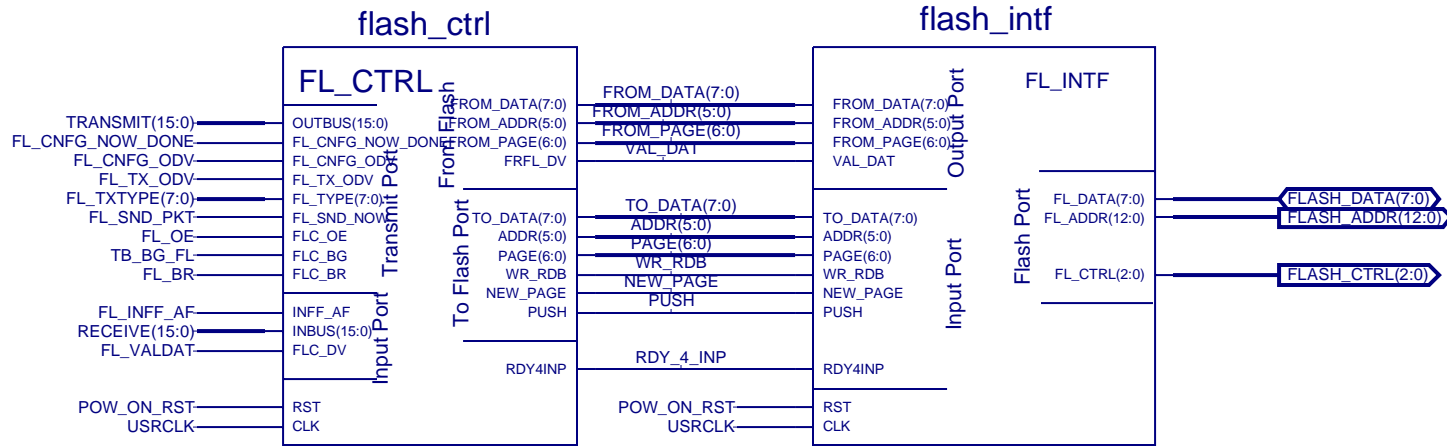 flash_ctrl
flash_intf
FL_CTRL
FL_INTF
TRANSMIT(15:0)
FL_CNFG_NOW_DONE
FL_CNFG_ODV
FL_TX_ODV
FL_TXTYPE(7:0)
FL_SND_PKT
FL_OE
TB_BG_FL
FL_BR
FL_INFF_AF
RECEIVE(15:0)
FL_VALDAT
POW_ON_RST
USRCLK
OUTBUS(15:0)
FL_CNFG_NOW_DONE
FL_CNFG_ODV
FL_TX_ODV
FL_TYPE(7:0)
FL_SND_NOW
FLC_OE
FLC_BG
FLC_BR
INFF_AF
INBUS(15:0)
FLC_DV
RST
CLK
Transmit Port
Input Port
From Flash
To Flash Port
FROM_DATA(7:0)
FROM_ADDR(5:0)
FROM_PAGE(6:0)
FRFL_DV
TO_DATA(7:0)
ADDR(5:0)
PAGE(6:0)
WR_RDB
NEW_PAGE
PUSH
RDY4INP
FROM_DATA(7:0)
FROM_ADDR(5:0)
FROM_PAGE(6:0)
VAL_DAT
TO_DATA(7:0)
ADDR(5:0)
PAGE(6:0)
WR_RDB
NEW_PAGE
PUSH
RDY_4_INP
POW_ON_RST
USRCLK
FROM_DATA(7:0)
FROM_ADDR(5:0)
FROM_PAGE(6:0)
VAL_DAT
TO_DATA(7:0)
ADDR(5:0)
PAGE(6:0)
WR_RDB
NEW_PAGE
PUSH
RDY4INP
RST
CLK
Output Port
Input Port
Flash Port
FL_DATA(7:0)
FL_ADDR(12:0)
FL_CTRL(2:0)
FLASH_DATA(7:0)
FLASH_ADDR(12:0)
FLASH_CTRL(2:0)